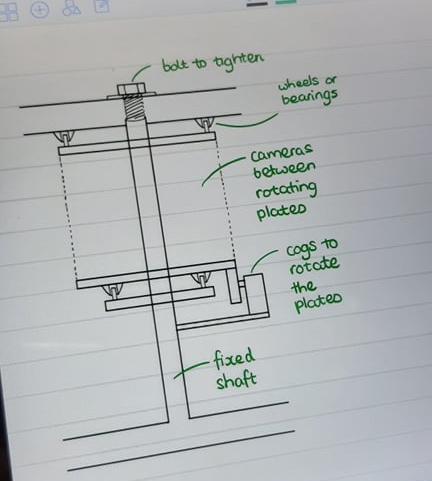 bolt to tighten
wheels or
bearings
cameras
between
rotating
plates
cogs to
rotate
the
plates
fixed
shaft